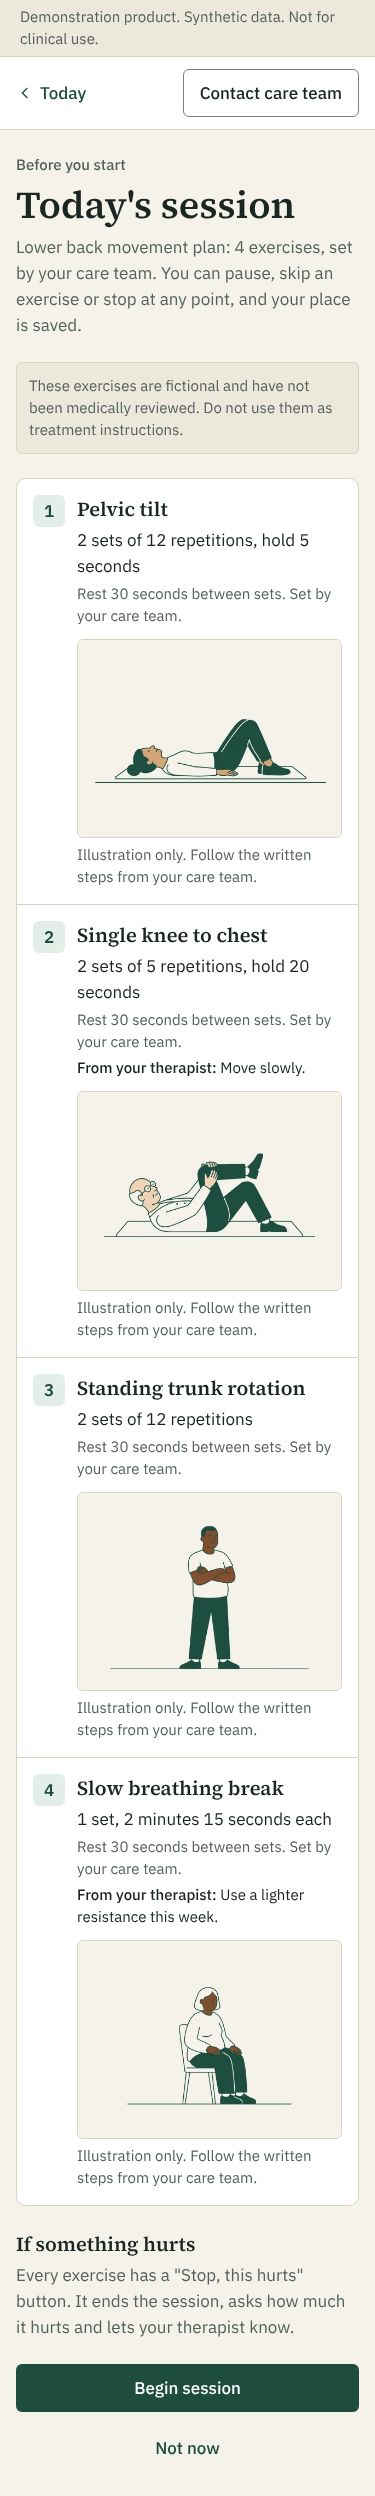 Demonstration product. Synthetic data. Not for
clinical use.
Today
Contact care team
Before you start
Today's session
Lower back movement plan: 4 exercises, set
by your care team. You can pause, skip an
exercise or stop at any point, and your place
is saved.
These exercises are fictional and have not
been medically reviewed. Do not use them as
treatment instructions.
1
Pelvic tilt
2 sets of 12 repetitions, hold 5
seconds
Rest 30 seconds between sets. Set by
your care team.
Illustration only. Follow the written
steps from your care team.
2
Single knee to chest
2 sets of 5 repetitions, hold 20
seconds
Rest 30 seconds between sets. Set by
your care team.
From your therapist: Move slowly.
Illustration only. Follow the written
steps from your care team.
3
Standing trunk rotation
2 sets of 12 repetitions
Rest 30 seconds between sets. Set by
your care team.
Illustration only. Follow the written
steps from your care team.
4
Slow breathing break
1 set, 2 minutes 15 seconds each
Rest 30 seconds between sets. Set by
your care team.
From your therapist: Use a lighter
resistance this week.
Illustration only. Follow the written
steps from your care team.
If something hurts
Every exercise has a "Stop, this hurts"
button. It ends the session, asks how much
it hurts and lets your therapist know.
Begin session
Not now